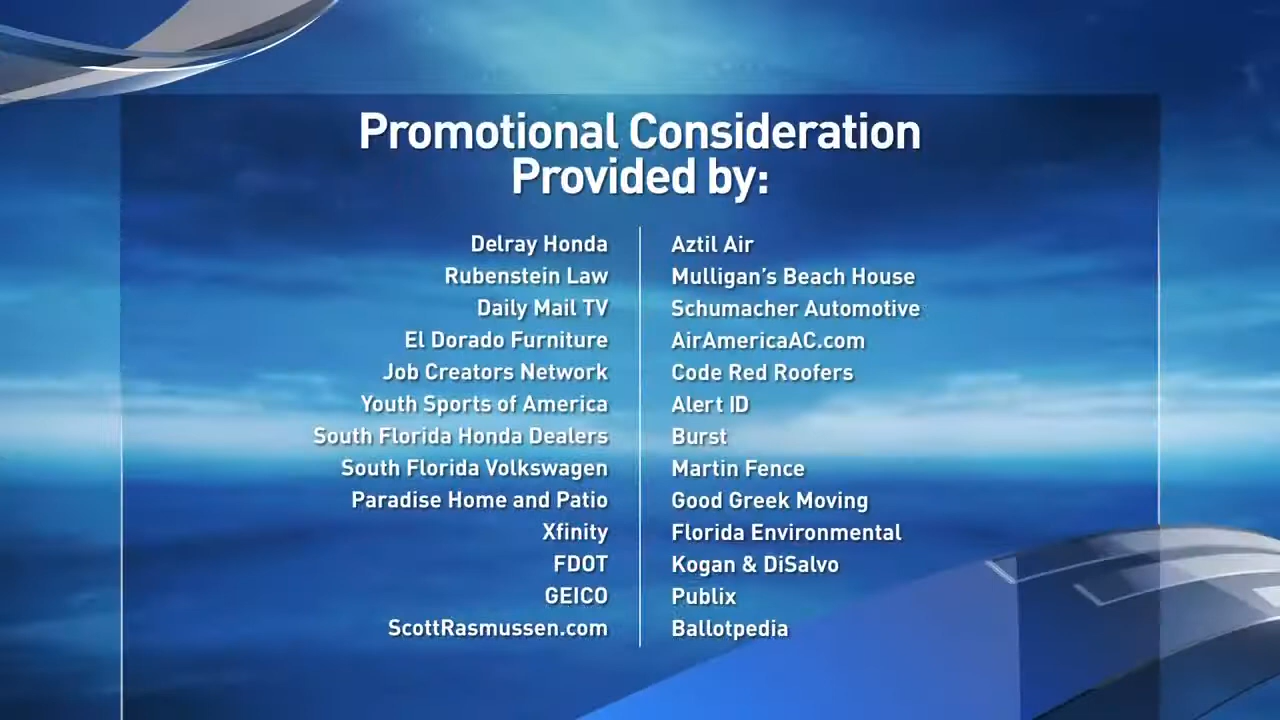 Promotional Consideration
Provided by:
Delray Honda
Rubenstein Law
Daily Mail TV
El Dorado Furniture
Job Creators Network
Youth Sports of America
South Florida Honda Dealers
South Florida Volkswagen
Paradise Home and Patio
Xfinity
FDOT
GEICO
ScottRasmussen.com
Aztil Air
Mulligan's Beach House
Schumacher Automotive
AirAmericaAC.com
Code Red Roofers
Alert ID
Burst
Martin Fence
Good Greek Moving
Florida Environmental
Kogan & DiSalvo
Publix
Ballotpedia